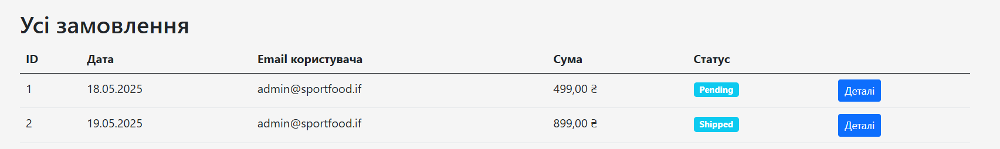 Усі замовлення
ID Дата Email користувача Сума Статус
1 18.05.2025 admin@sportfood.if 499,00 ₴ Pending Деталі
2 19.05.2025 admin@sportfood.if 899,00 ₴ Shipped Деталі